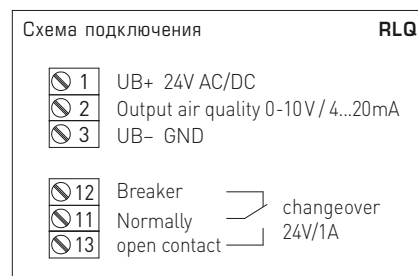 Схема подключения RLQ
1 UB+ 24V AC/DC
2 Output air quality 0-10V / 4...20mA
3 UB– GND
12 Breaker
11 Normally
13 open contact
changeover
24V/1A